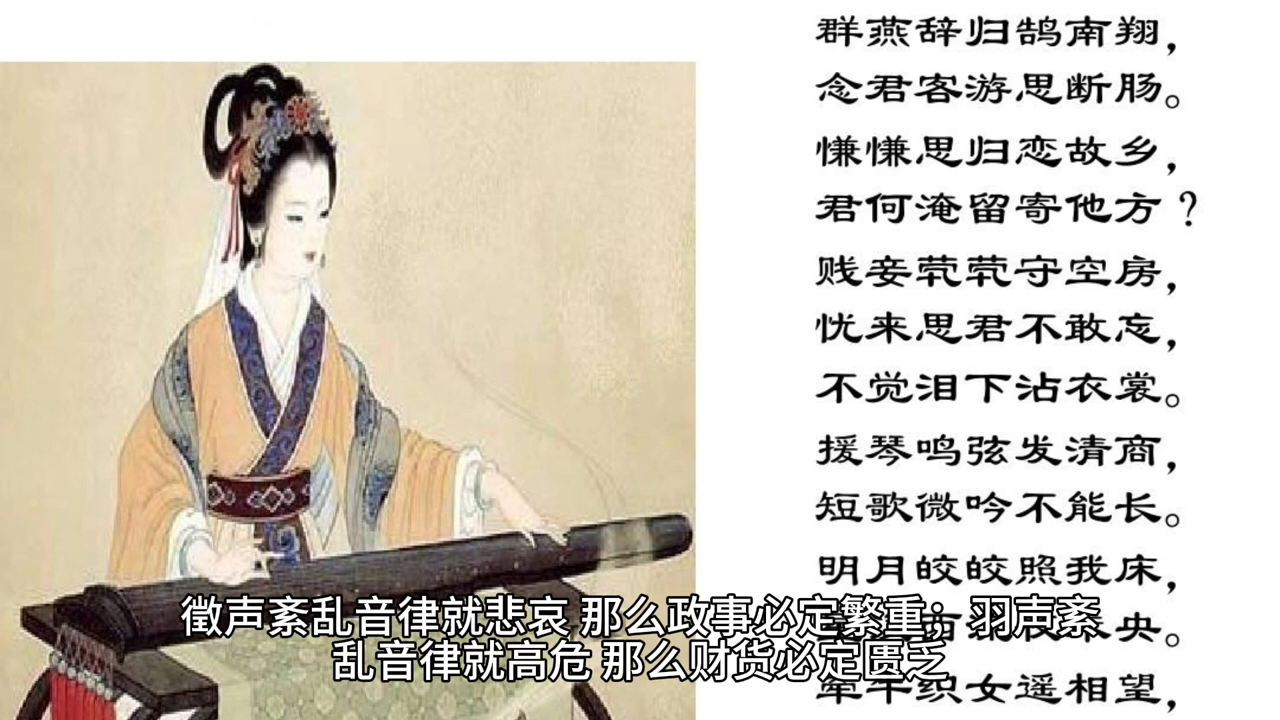 群燕辞归鹄南翔，
念君客游思断肠。
慊慊思归恋故乡，
君何淹留寄他方？
贱妾茕茕守空房，
忧来思君不敢忘，
不觉泪下沾衣裳。
援琴鸣弦发清商，
短歌微吟不能长。
明月皎皎照我床，
央。
牵牛织女遥相望，
徵声紊乱音律就悲哀 那么政事必定繁重；羽声紊
乱音律就高危 那么财货必定匮乏